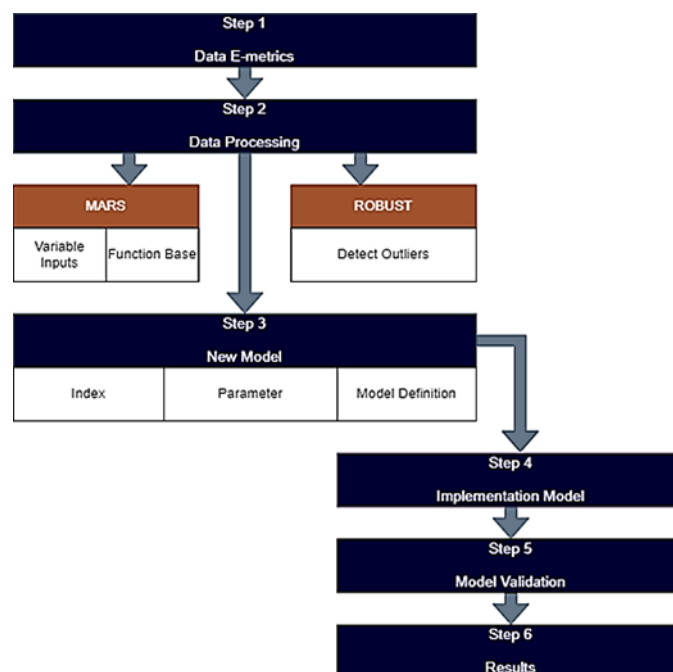 Step 1
Data E-metrics
Step 2
Data Processing
MARS
ROBUST
Variable
Inputs
Function Base
Detect Outliers
Step 3
New Model
Index
Parameter
Model Definition
Step 4
Implementation Model
Step 5
Model Validation
Step 6
Results